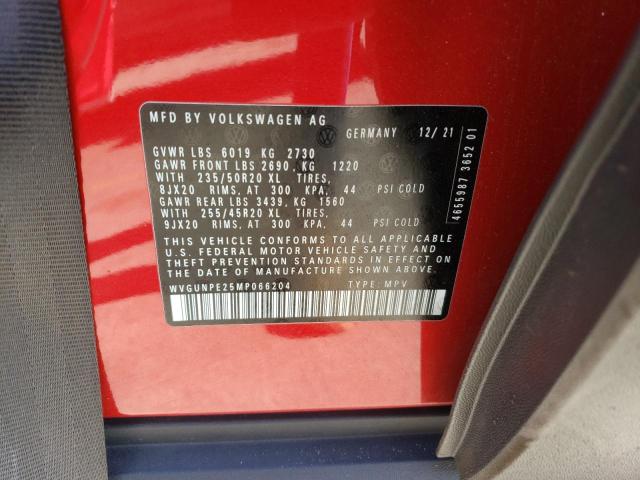 MFD BY VOLKSWAGEN AG
GERMANY 12/21
GVWR LBS 6019 KG 2730
GAWR FRONT LBS 2690, KG 1220
WITH 235/50R20 XL TIRES,
8JX20 RIMS, AT 300 KPA, 44 PSI COLD
GAWR REAR LBS 3439, KG 1560
WITH 255/45R20 XL TIRES,
9JX20 RIMS, AT 300 KPA, 44 PSI COLD
THIS VEHICLE CONFORMS TO ALL APPLICABLE
U.S. FEDERAL MOTOR VEHICLE SAFETY AND
THEFT PREVENTION STANDARDS IN EFFECT ON
THE DATE OF MANUFACTURE SHOWN ABOVE.
WVGUNPE25MP066204 TYPE: MPV
4655987 3652 01